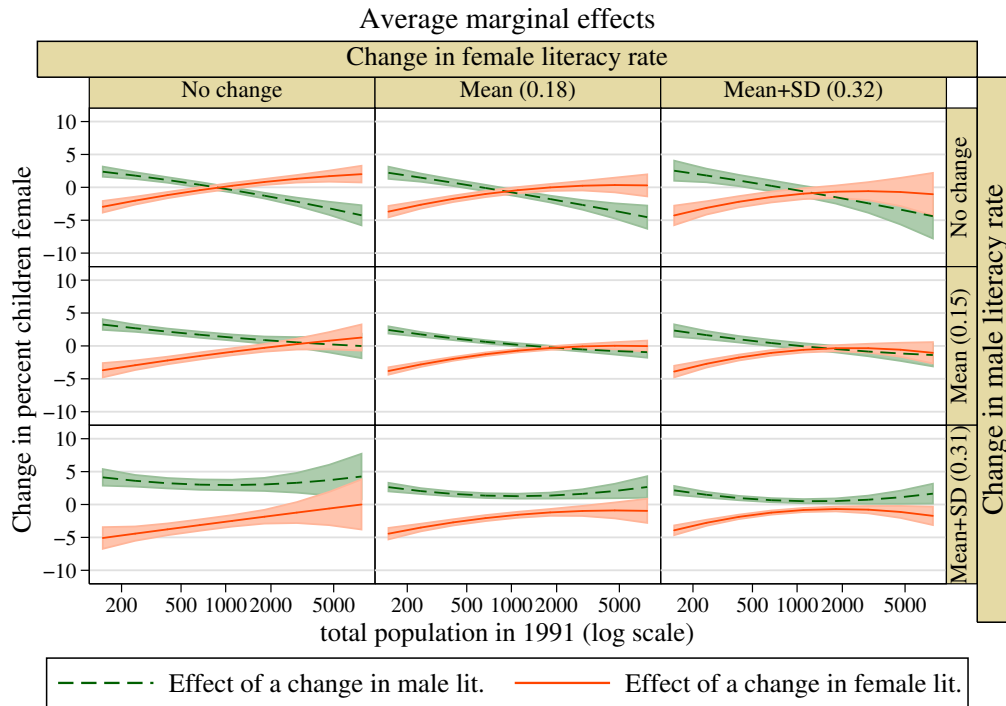 Average marginal effects
Change in female literacy rate
No change
Mean (0.18)
Mean+SD (0.32)
Change in percent children female
10
5
0
−5
−10
No change
10
5
0
−5
−10
Mean (0.15)
10
5
0
−5
−10
Mean+SD (0.31)
Change in male literacy rate
200 500 1000 2000 5000
200 500 1000 2000 5000
200 500 1000 2000 5000
total population in 1991 (log scale)
Effect of a change in male lit.
Effect of a change in female lit.